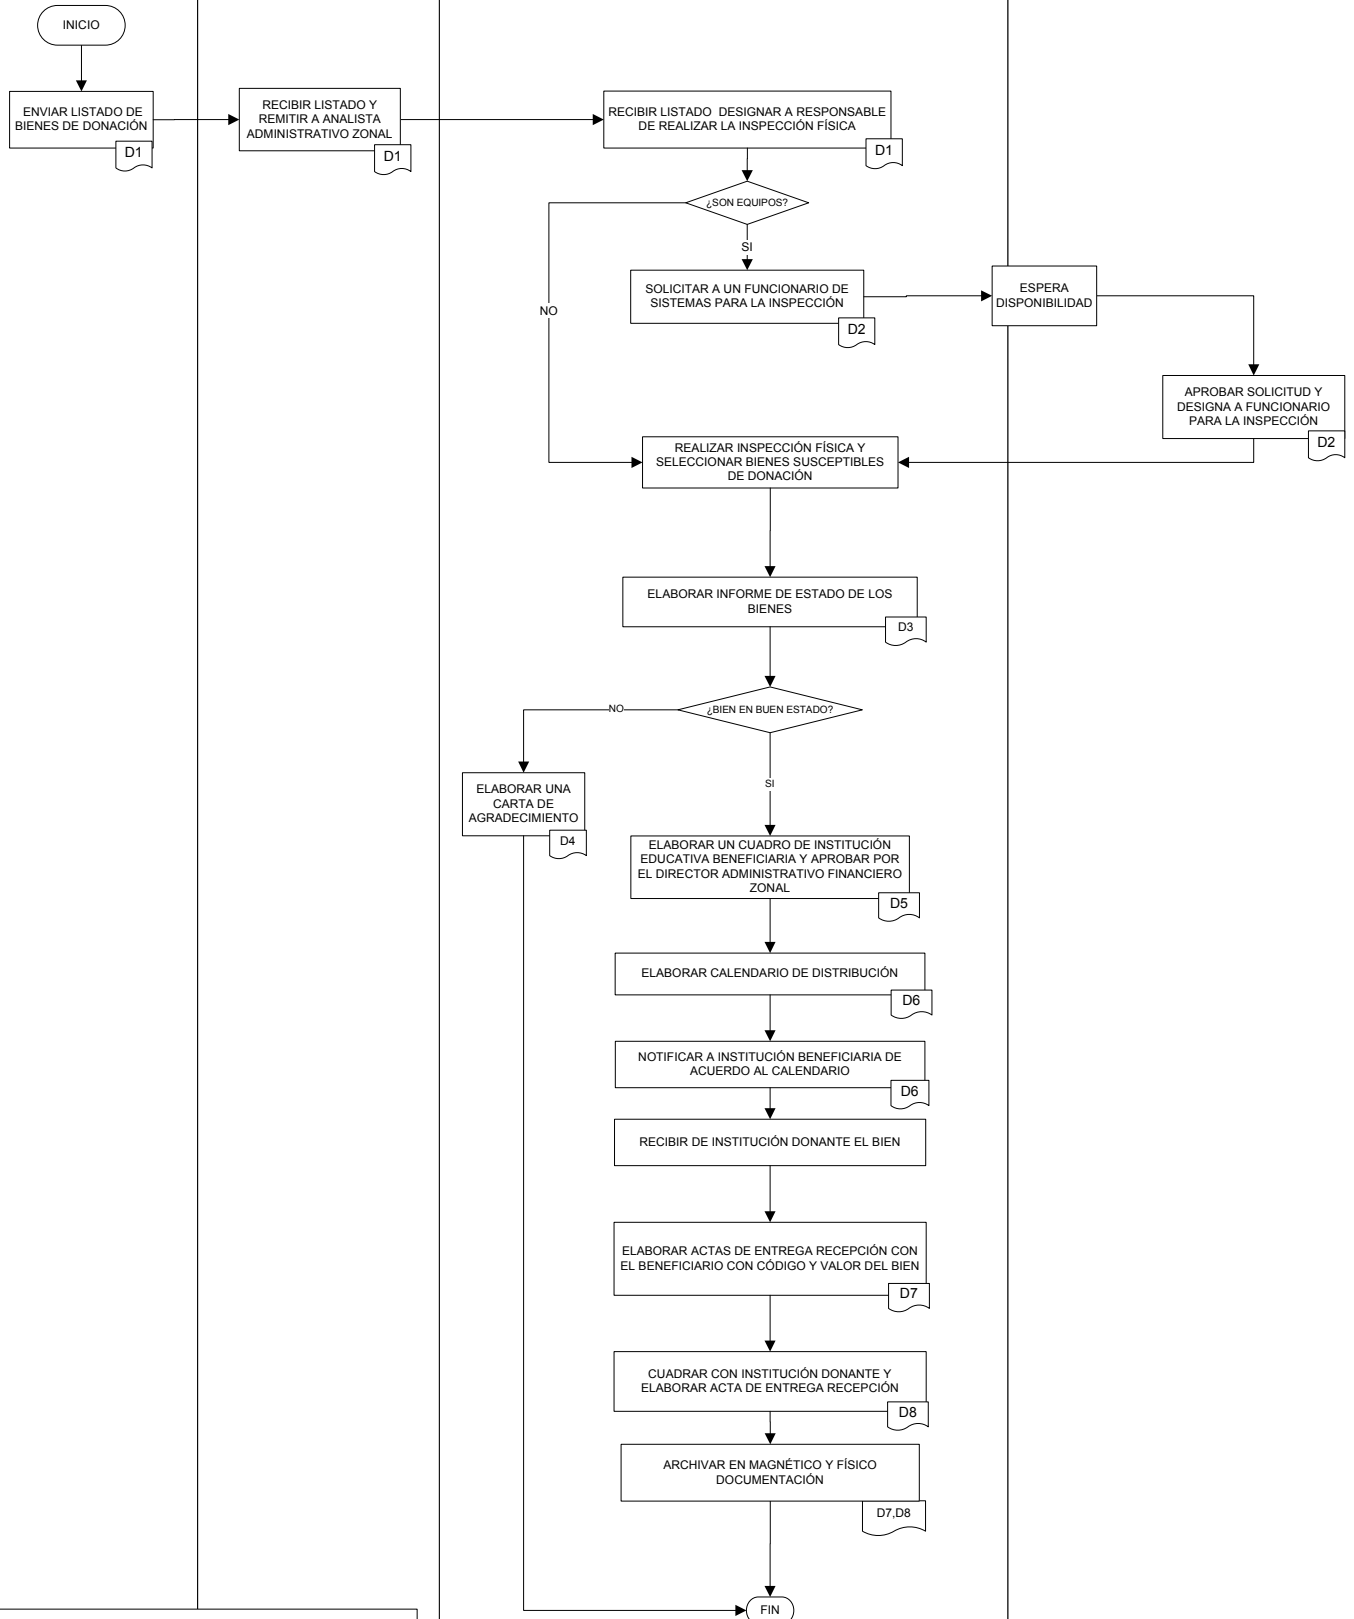 INICIO
ENVIAR LISTADO DE
BIENES DE DONACIÓN
D1
RECIBIR LISTADO Y
REMITIR A ANALISTA
ADMINISTRATIVO ZONAL
D1
RECIBIR LISTADO DESIGNAR A RESPONSABLE
DE REALIZAR LA INSPECCIÓN FÍSICA
D1
¿SON EQUIPOS?
SI
NO
SOLICITAR A UN FUNCIONARIO DE
SISTEMAS PARA LA INSPECCIÓN
D2
ESPERA
DISPONIBILIDAD
APROBAR SOLICITUD Y
DESIGNA A FUNCIONARIO
PARA LA INSPECCIÓN
D2
REALIZAR INSPECCIÓN FÍSICA Y
SELECCIONAR BIENES SUSCEPTIBLES
DE DONACIÓN
ELABORAR INFORME DE ESTADO DE LOS
BIENES
D3
¿BIEN EN BUEN ESTADO?
NO
SI
ELABORAR UNA
CARTA DE
AGRADECIMIENTO
D4
ELABORAR UN CUADRO DE INSTITUCIÓN
EDUCATIVA BENEFICIARIA Y APROBAR POR
EL DIRECTOR ADMINISTRATIVO FINANCIERO
ZONAL
D5
ELABORAR CALENDARIO DE DISTRIBUCIÓN
D6
NOTIFICAR A INSTITUCIÓN BENEFICIARIA DE
ACUERDO AL CALENDARIO
D6
RECIBIR DE INSTITUCIÓN DONANTE EL BIEN
ELABORAR ACTAS DE ENTREGA RECEPCIÓN CON
EL BENEFICIARIO CON CÓDIGO Y VALOR DEL BIEN
D7
CUADRAR CON INSTITUCIÓN DONANTE Y
ELABORAR ACTA DE ENTREGA RECEPCIÓN
D8
ARCHIVAR EN MAGNÉTICO Y FÍSICO
DOCUMENTACIÓN
D7,D8
FIN